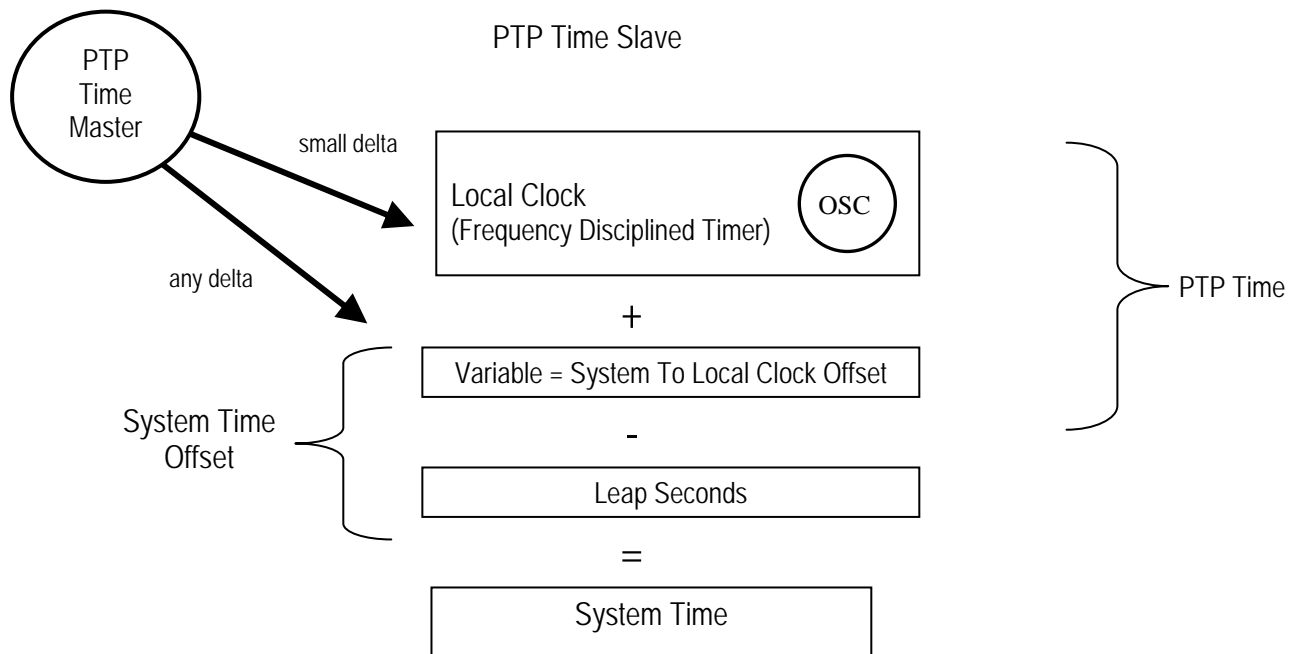 PTP Time Slave
PTP
Time
Master
small delta
Local Clock
(Frequency Disciplined Timer)
OSC
any delta
PTP Time
+
Variable = System To Local Clock Offset
System Time
Offset
-
Leap Seconds
=
System Time